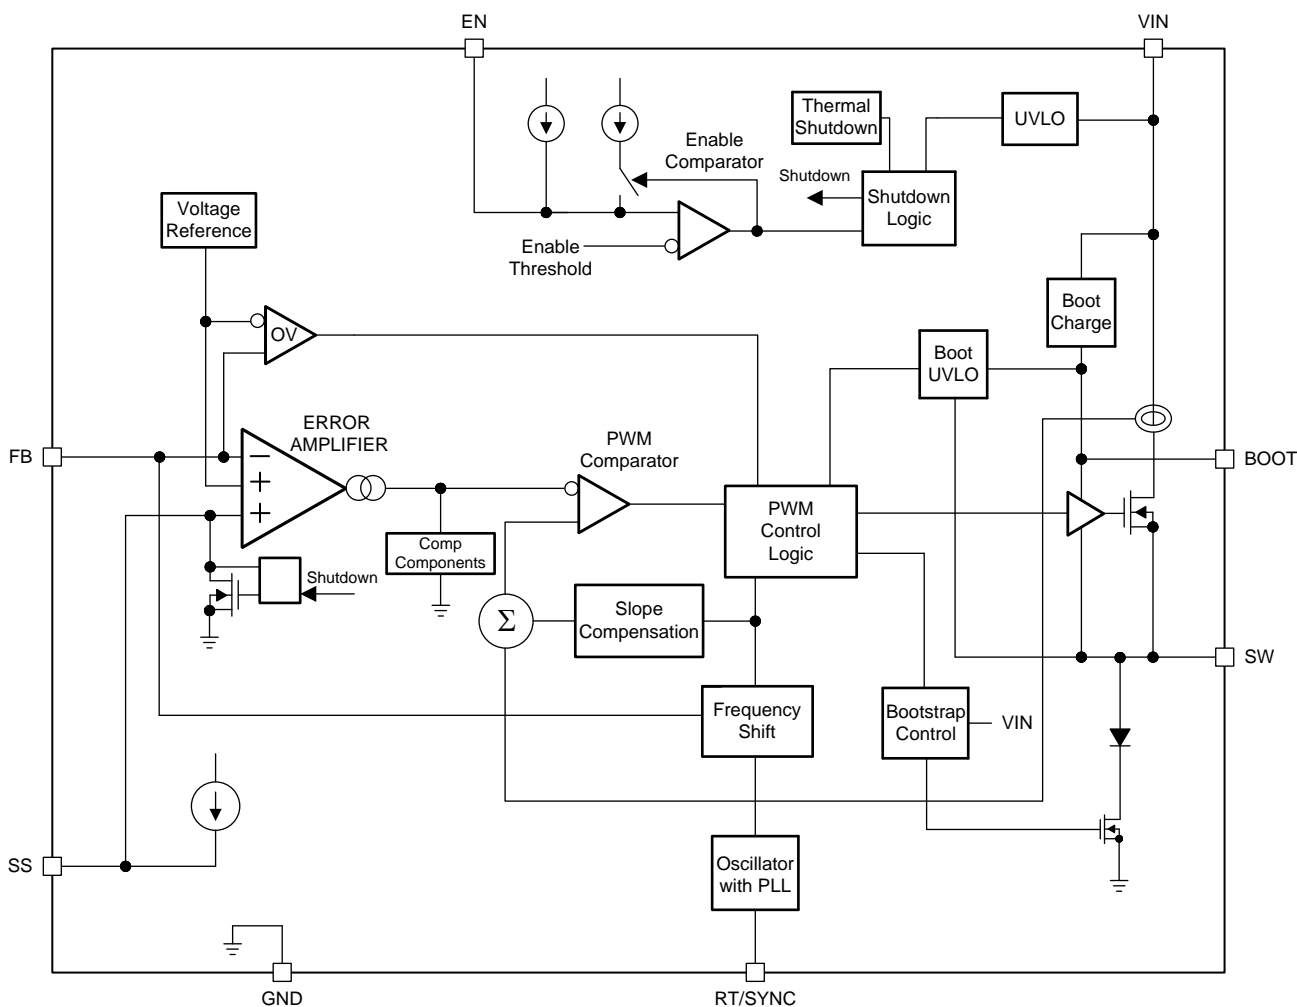 EN
VIN
Thermal
Shutdown
UVLO
Enable
Comparator
Shutdown
Shutdown
Logic
Voltage
Reference
Enable
Threshold
Boot
Charge
OV
Boot
UVLO
ERROR
AMPLIFIER
PWM
Comparator
FB
BOOT
−
+
+
PWM
Control
Logic
Comp
Components
Shutdown
Σ
Slope
Compensation
SW
Frequency
Shift
Bootstrap
Control
VIN
SS
Oscillator
with PLL
GND
RT/SYNC